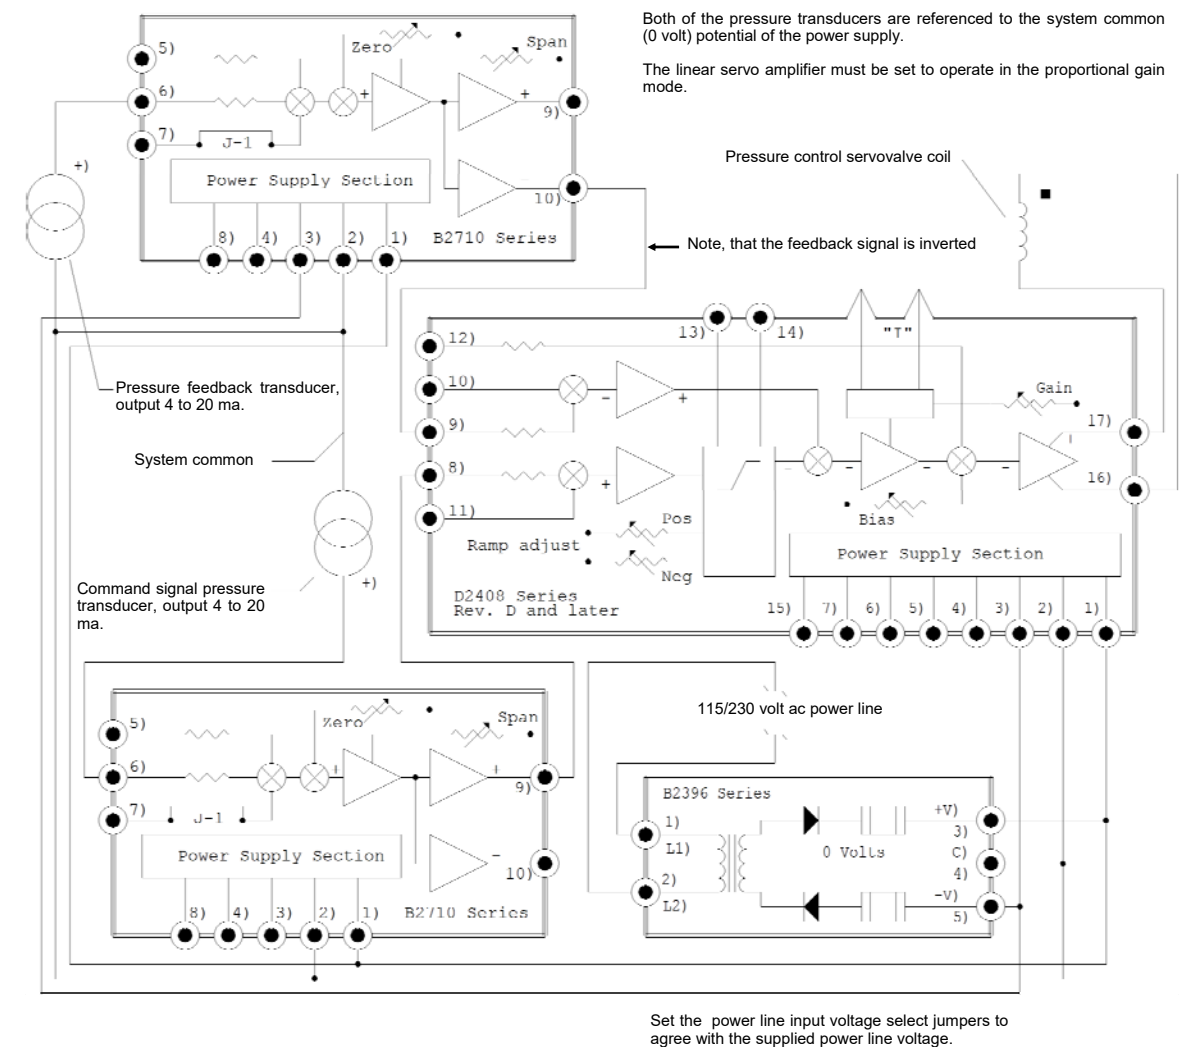 Both of the pressure transducers are referenced to the system common
(0 volt) potential of the power supply.
The linear servo amplifier must be set to operate in the proportional gain
mode.
5)
Zero
Span
6)
+
+
9)
7)
J-1
+)
Power Supply Section
10)
8)
4)
3)
2)
1)
B2710 Series
Pressure control servovalve coil
Note, that the feedback signal is inverted
13)
14)
"T"
12)
10)
-
+
Gain
9)
17)
8)
+
-
-
-
-
16)
11)
Bias
Ramp adjust
Pos
Neg
Power Supply Section
D2408 Series
Rev. D and later
15)
7)
6)
5)
4)
3)
2)
1)
Pressure feedback transducer,
output 4 to 20 ma.
System common
+)
Command signal pressure
transducer, output 4 to 20
ma.
115/230 volt ac power line
5)
Zero
Span
6)
+
+
9)
7)
J-1
Power Supply Section
-
10)
8)
4)
3)
2)
1)
B2710 Series
B2396 Series
1)
L1)
2)
L2)
0 Volts
+V)
3)
C)
4)
-V)
5)
Set the power line input voltage select jumpers to
agree with the supplied power line voltage.